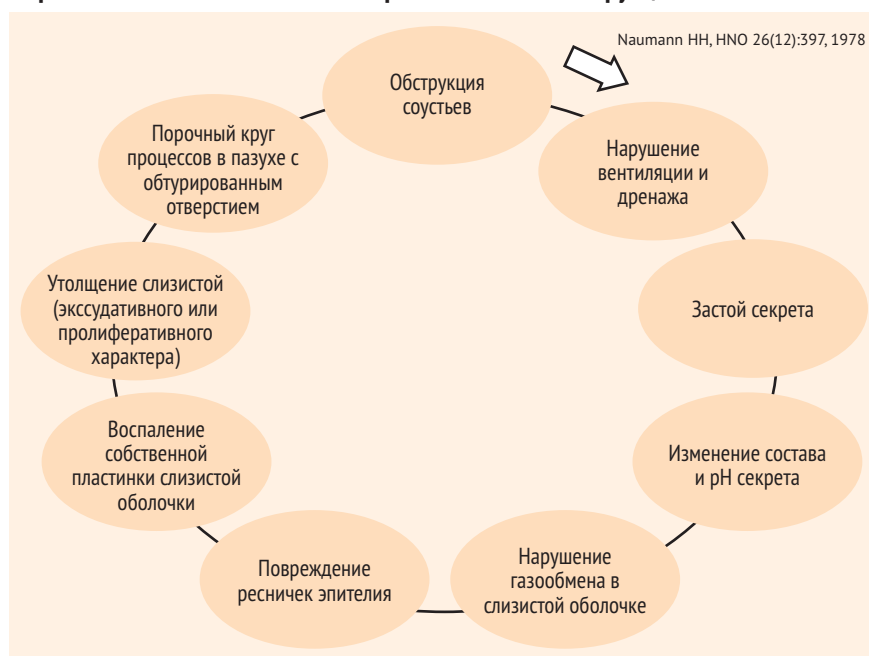 Naumann HH, HNO 26(12):397, 1978
Обструкция
соустьев
Нарушение
вентиляции и
дренажа
Застой секрета
Изменение состава
и pH секрета
Нарушение
газообмена в
слизистой оболочке
Повреждение
ресничек эпителия
Воспаление
собственной
пластинки слизистой
оболочки
Утолщение слизистой
(экссудативного или
пролиферативного
характера)
Порочный круг
процессов в пазухе с
обтурированным
отверстием